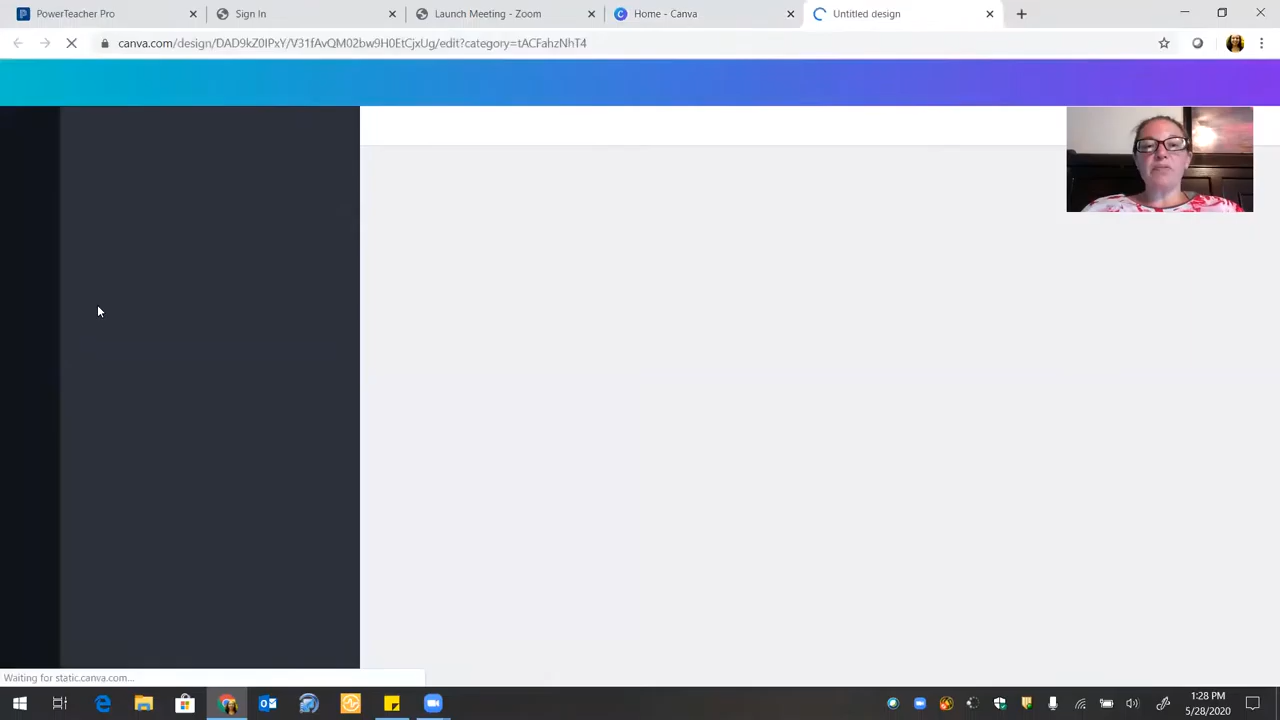 PowerTeacher Pro
Sign In
Launch Meeting - Zoom
Home - Canva
Untitled design
canva.com/design/DAD9kZ0IPxY/V31fAvQM02bw9H0EtCjxUg/edit?category=tACFahzNhT4
Waiting for static.canva.com...
1:28 PM
5/28/2020